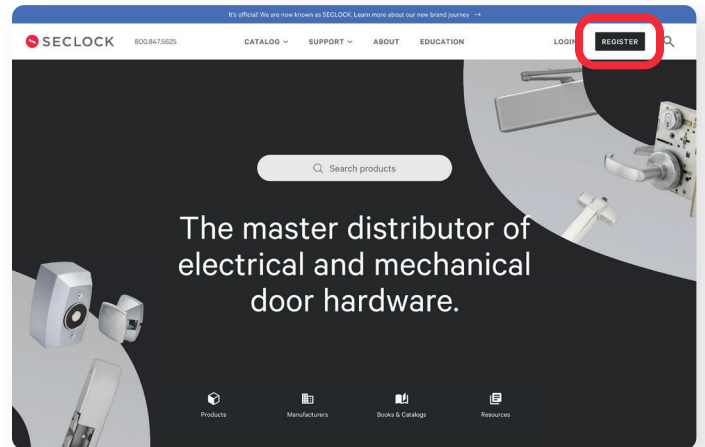 It's official! We are now known as SECLOCK. Learn more about our new brand journey →
SECLOCK 800.847.5625 CATALOG SUPPORT ABOUT EDUCATION LOGIN REGISTER
Search products
The master distributor of
electrical and mechanical
door hardware.
Products Manufacturers Books & Catalogs Resources